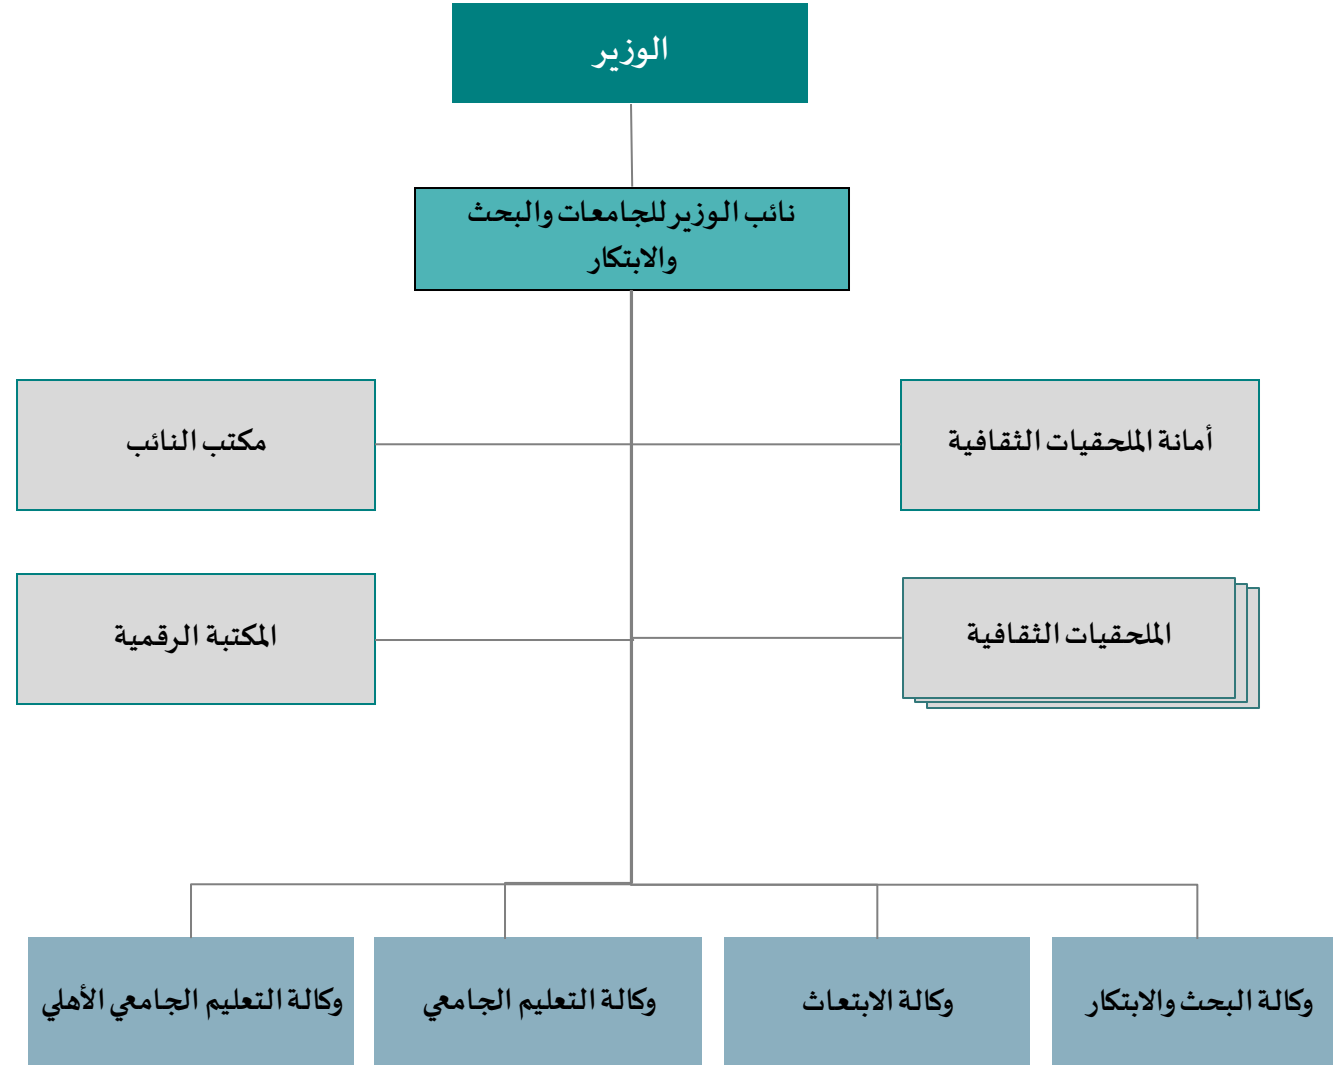 الوزير
نائب الوزير للجامعات والبحث
والابتكار
أمانة الملحقيات الثقافية
مكتب النائب
الملحقيات الثقافية
المكتبة الرقمية
وكالة البحث والابتكار
وكالة الابتعاث
وكالة التعليم الجامعي
وكالة التعليم الجامعي الأهلي